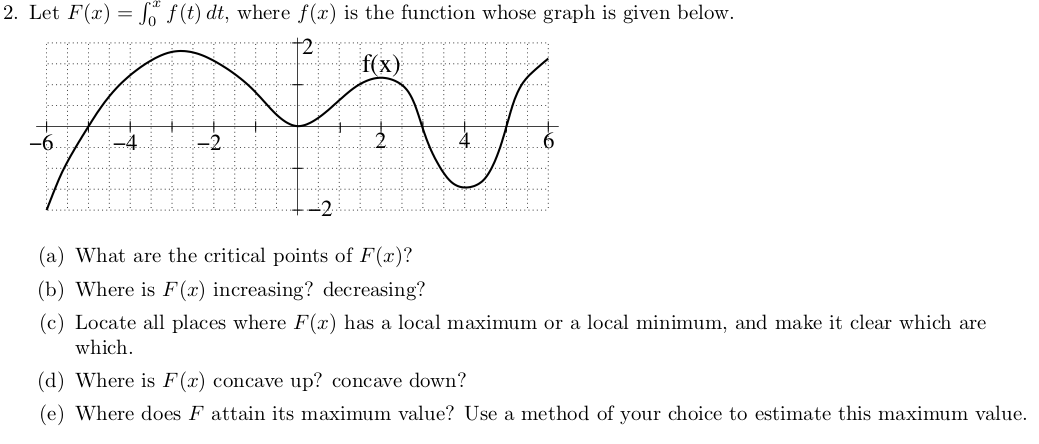 2. Let F(x) = ∫₀ˣ f(t) dt, where f(x) is the function whose graph is given below.
2
f(x)
−6 −4 −2 2 4 6
−2
(a) What are the critical points of F(x)?
(b) Where is F(x) increasing? decreasing?
(c) Locate all places where F(x) has a local maximum or a local minimum, and make it clear which are
which.
(d) Where is F(x) concave up? concave down?
(e) Where does F attain its maximum value? Use a method of your choice to estimate this maximum value.